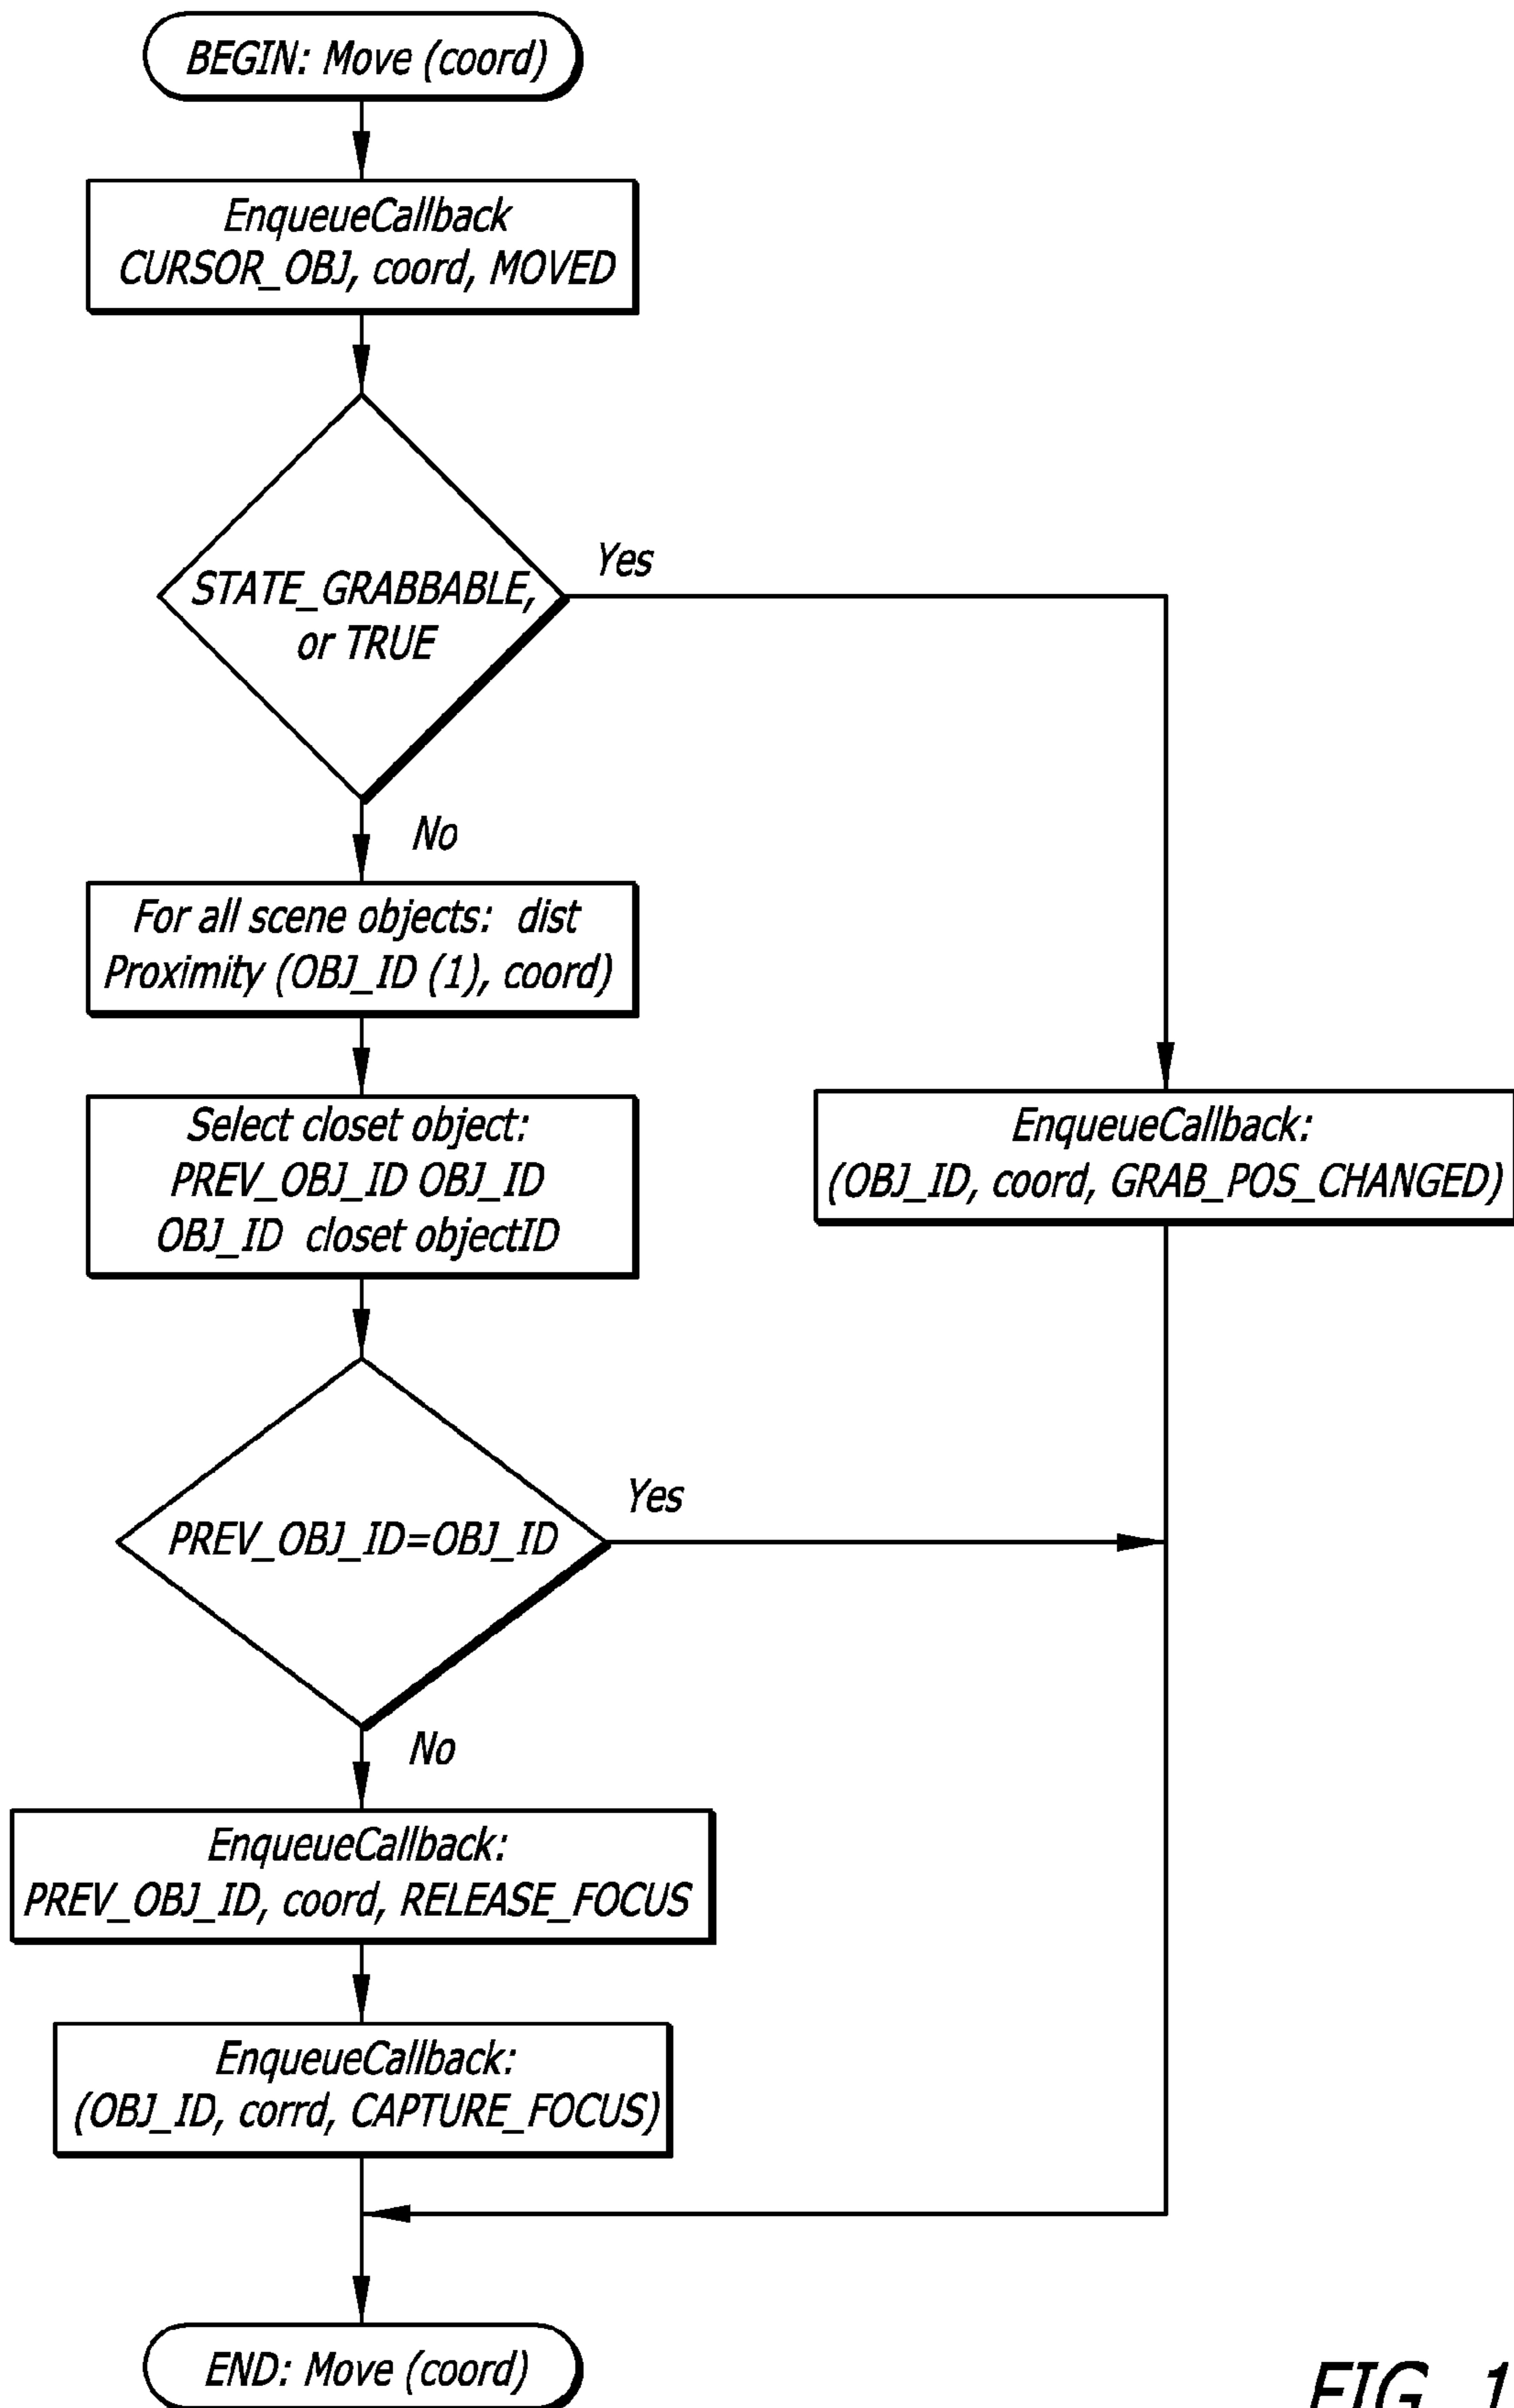 BEGIN: Move (coord)
EnqueueCallback
CURSOR_OBJ, coord, MOVED
STATE_GRABBABLE,
or TRUE
Yes
No
For all scene objects: dist
Proximity (OBJ_ID (1), coord)
Select closet object:
PREV_OBJ_ID OBJ_ID
OBJ_ID closet objectID
EnqueueCallback:
(OBJ_ID, coord, GRAB_POS_CHANGED)
PREV_OBJ_ID=OBJ_ID
Yes
No
EnqueueCallback:
PREV_OBJ_ID, coord, RELEASE_FOCUS
EnqueueCallback:
(OBJ_ID, corrd, CAPTURE_FOCUS)
END: Move (coord)
FIG. 1